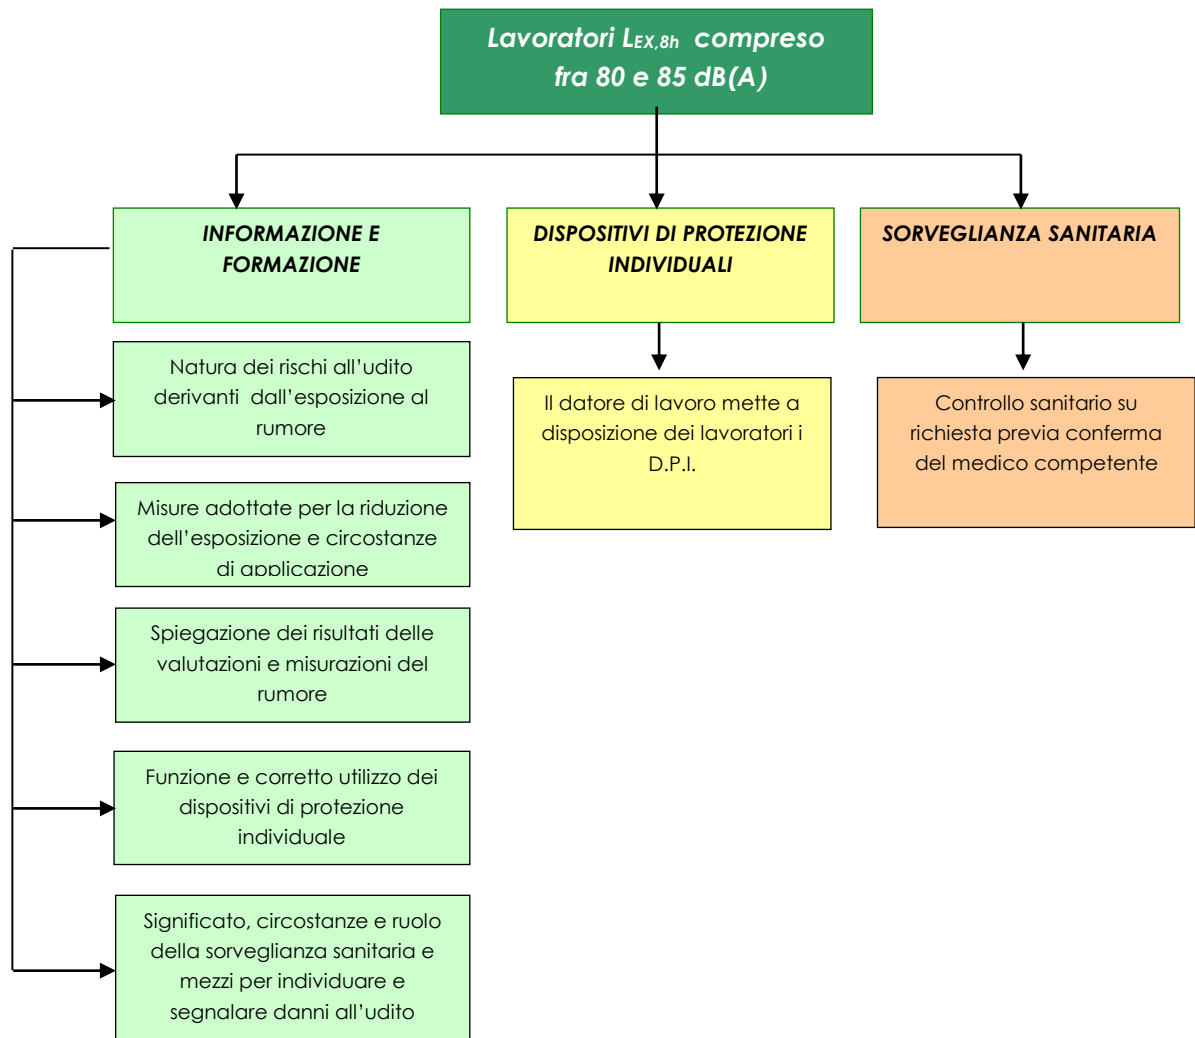 Lavoratori LEX,8h compreso
fra 80 e 85 dB(A)
INFORMAZIONE E
FORMAZIONE
DISPOSITIVI DI PROTEZIONE
INDIVIDUALI
SORVEGLIANZA SANITARIA
Natura dei rischi all’udito
derivanti dall’esposizione al
rumore
Misure adottate per la riduzione
dell’esposizione e circostanze
di applicazione
Spiegazione dei risultati delle
valutazioni e misurazioni del
rumore
Funzione e corretto utilizzo dei
dispositivi di protezione
individuale
Significato, circostanze e ruolo
della sorveglianza sanitaria e
mezzi per individuare e
segnalare danni all’udito
Il datore di lavoro mette a
disposizione dei lavoratori i
D.P.I.
Controllo sanitario su
richiesta previa conferma
del medico competente